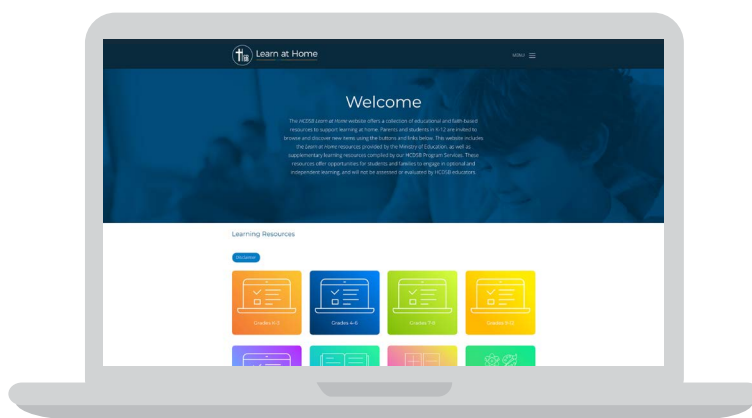 Learn at Home
MENU
Welcome
The HCDSB Learn at Home website offers a collection of educational and faith-based
resources to support learning at home. Parents and students in K-12 are invited to
browse and discover new items using the buttons and links below. This website includes
the Learn at Home resources provided by the Ministry of Education, as well as
supplementary learning resources compiled by our HCDSB Program Services. These
resources offer opportunities for students and families to engage in optional and
independent learning, and will not be assessed or evaluated by HCDSB educators.
Learning Resources
Disclaimer
Grades K-3
Grades 4-6
Grades 7-8
Grades 9-12